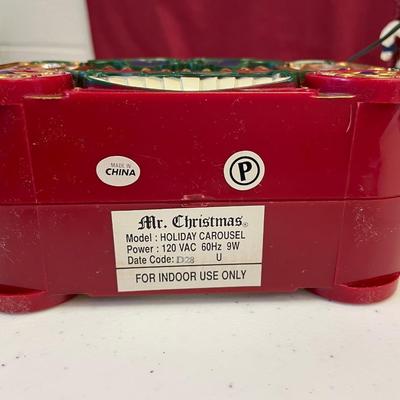 MADE IN
CHINA
P
Mr. Christmas®
Model : HOLIDAY CAROUSEL
Power : 120 VAC 60Hz 9W
Date Code: D28 U
FOR INDOOR USE ONLY